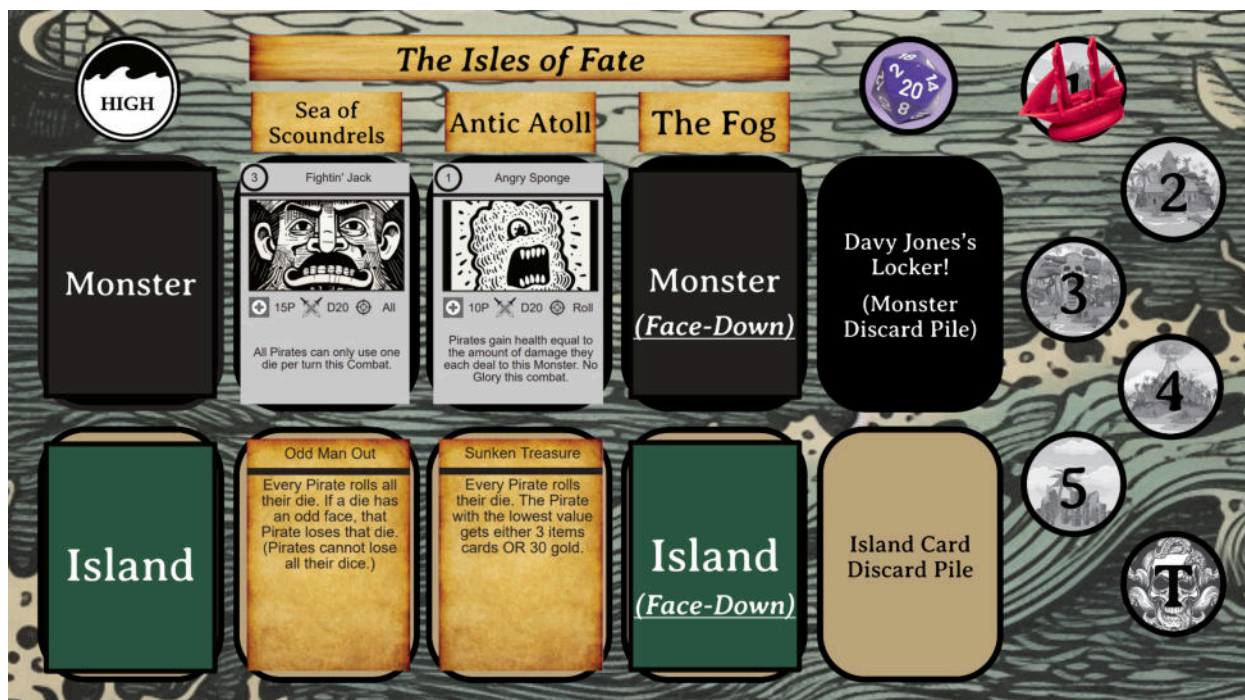 HIGH
The Isles of Fate
Sea of
Scoundrels
Antic Atoll
The Fog
18
2
14
20
8
1
2
3
4
5
T
Monster
3
Fightin' Jack
15P
D20
All
All Pirates can only use one
die per turn this Combat.
1
Angry Sponge
10P
D20
Roll
Pirates gain health equal to
the amount of damage they
each deal to this Monster. No
Glory this combat.
Monster
(Face-Down)
Davy Jones's
Locker!
(Monster
Discard Pile)
Island
Odd Man Out
Every Pirate rolls all
their die. If a die has
an odd face, that
Pirate loses that die.
(Pirates cannot lose
all their dice.)
Sunken Treasure
Every Pirate rolls
their die. The Pirate
with the lowest value
gets either 3 items
cards OR 30 gold.
Island
(Face-Down)
Island Card
Discard Pile